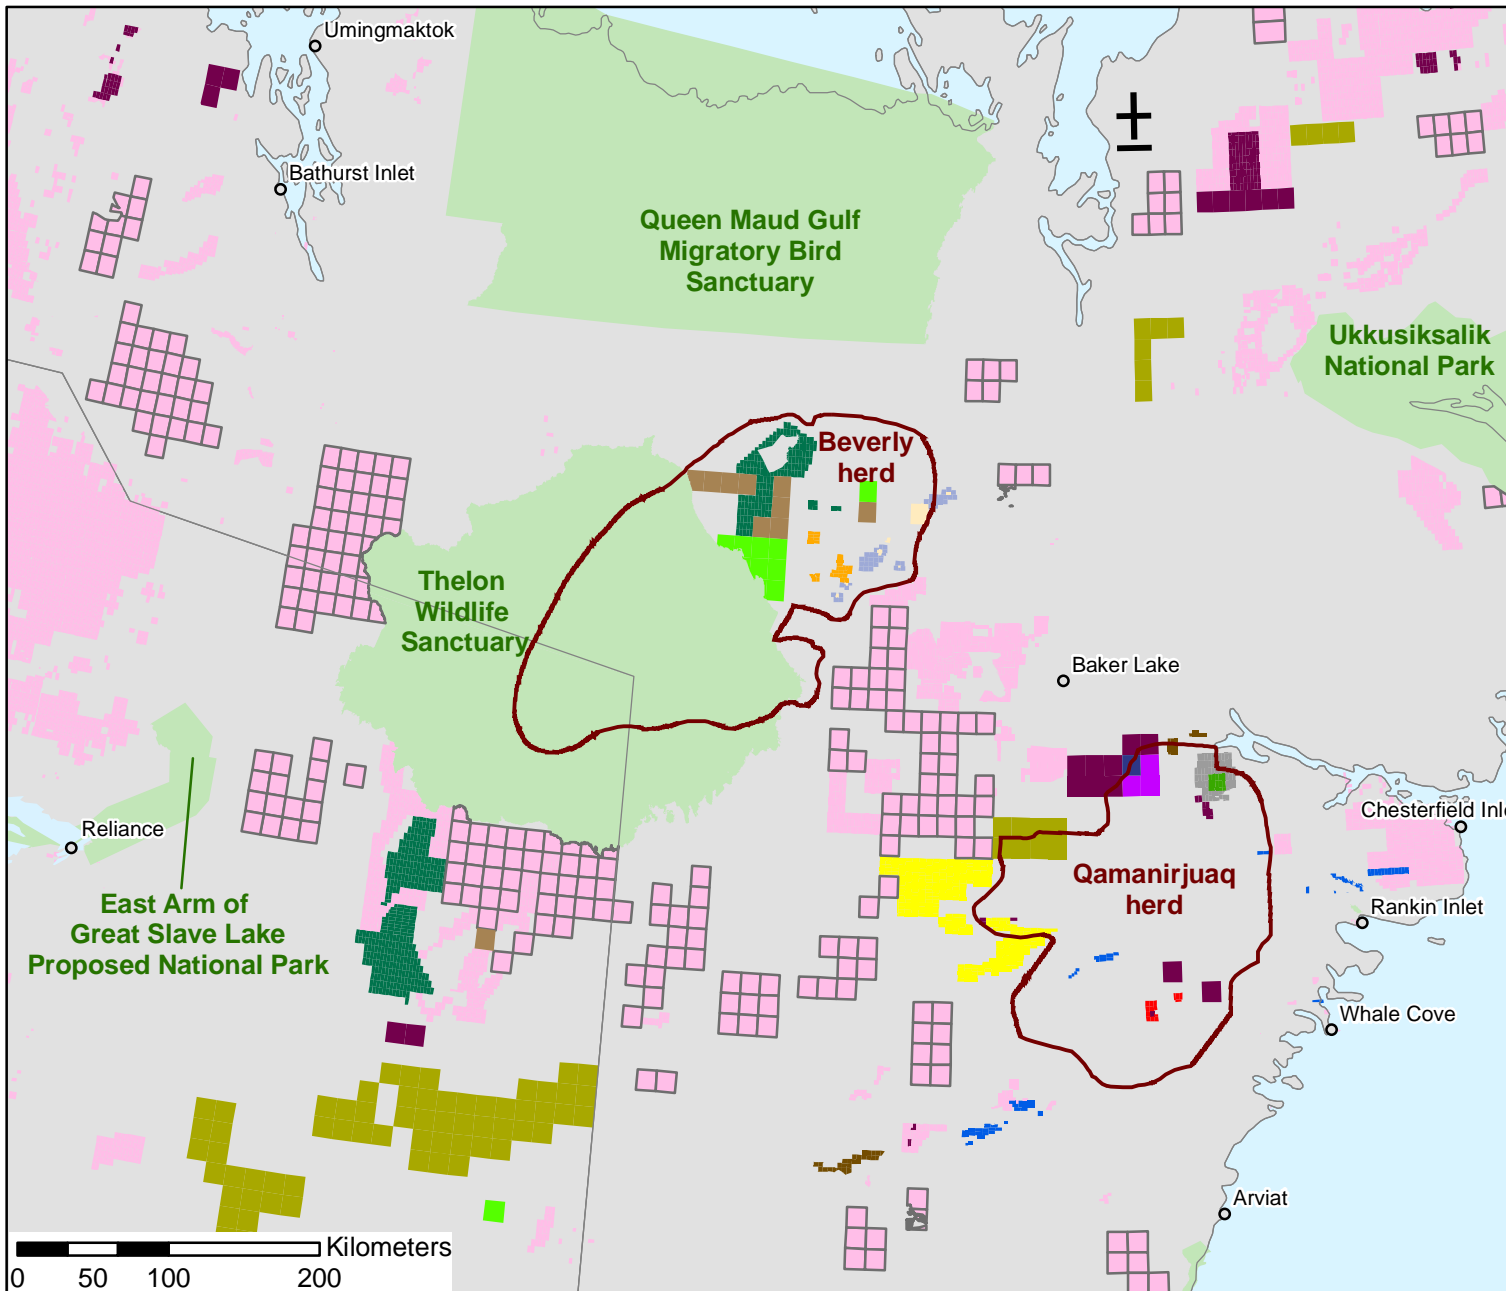 Umingmaktok
Bathurst Inlet
Queen Maud Gulf
Migratory Bird
Sanctuary
Ukkusiksalik
National Park
Beverly
herd
Thelon
Wildlife
Sanctuary
Baker Lake
Reliance
Chesterfield Inle
East Arm of
Great Slave Lake
Proposed National Park
Qamanirjuaq
herd
Rankin Inlet
Whale Cove
Arviat
Kilometers
0 50 100 200